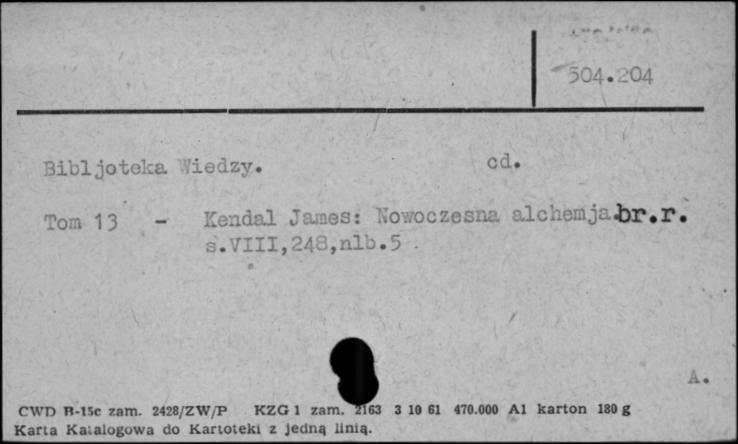 504.204
Bibljoteka Wiedzy. cd.
Tom 13 - Kendal James: Nowoczesna alchemja.br.r.
s.VIII,248,nlb.5
A.
CWD B-15c zam. 2428/ZW/P KZG 1 zam. 2163 3 10 61 470.000 A1 karton 180 g
Karta Katalogowa do Kartoteki z jedną linią.